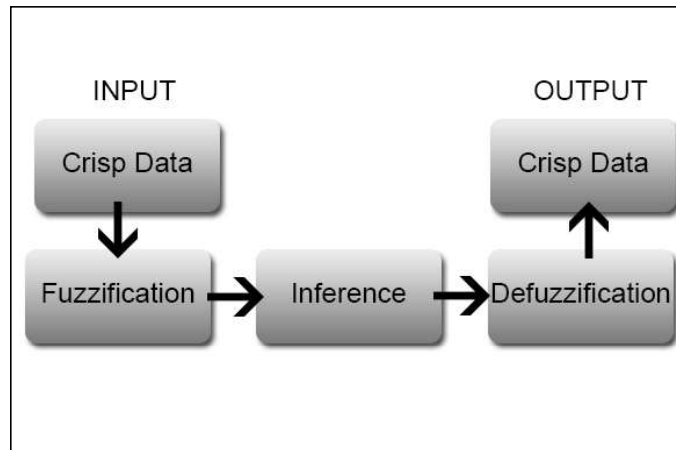 INPUT
OUTPUT
Crisp Data
Crisp Data
Fuzzification
Inference
Defuzzification